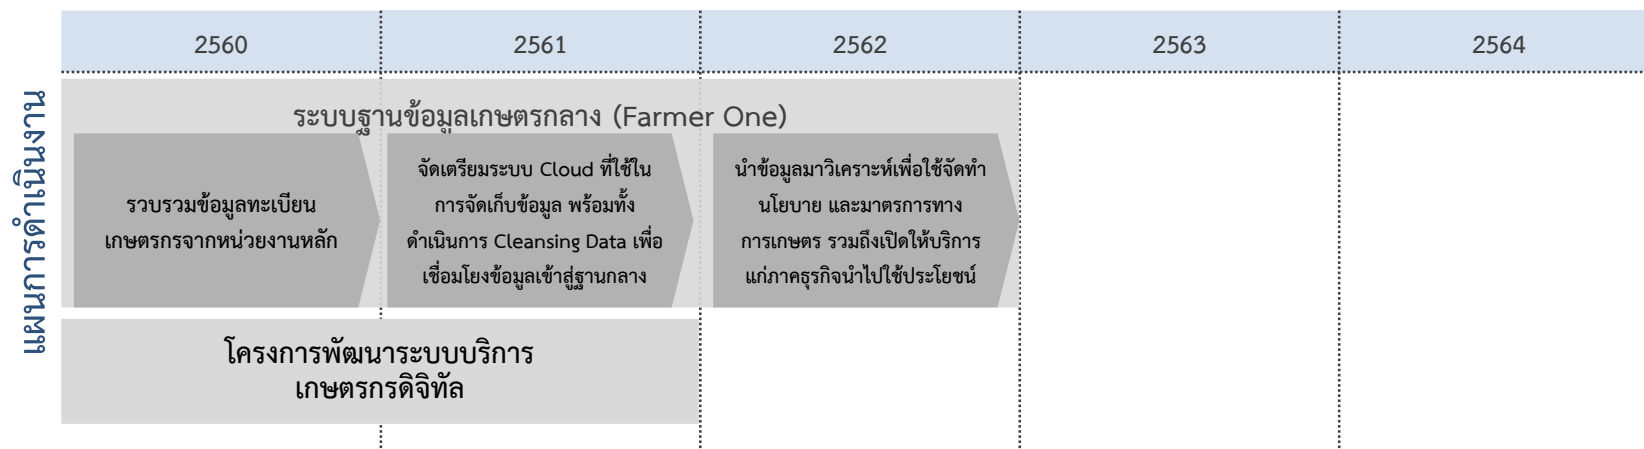 2560
2561
2562
2563
2564
แผนการดำเนินงาน
ระบบฐานข้อมูลเกษตรกลาง (Farmer One)
รวบรวมข้อมูลทะเบียน
เกษตรกรจากหน่วยงานหลัก
จัดเตรียมระบบ Cloud ที่ใช้ใน
การจัดเก็บข้อมูล พร้อมทั้ง
ดำเนินการ Cleansing Data เพื่อ
เชื่อมโยงข้อมูลเข้าสู่ฐานกลาง
นำข้อมูลมาวิเคราะห์เพื่อใช้จัดทำ
นโยบาย และมาตรการทาง
การเกษตร รวมถึงเปิดให้บริการ
แก่ภาคธุรกิจนำไปใช้ประโยชน์
โครงการพัฒนาระบบบริการ
เกษตรกรดิจิทัล